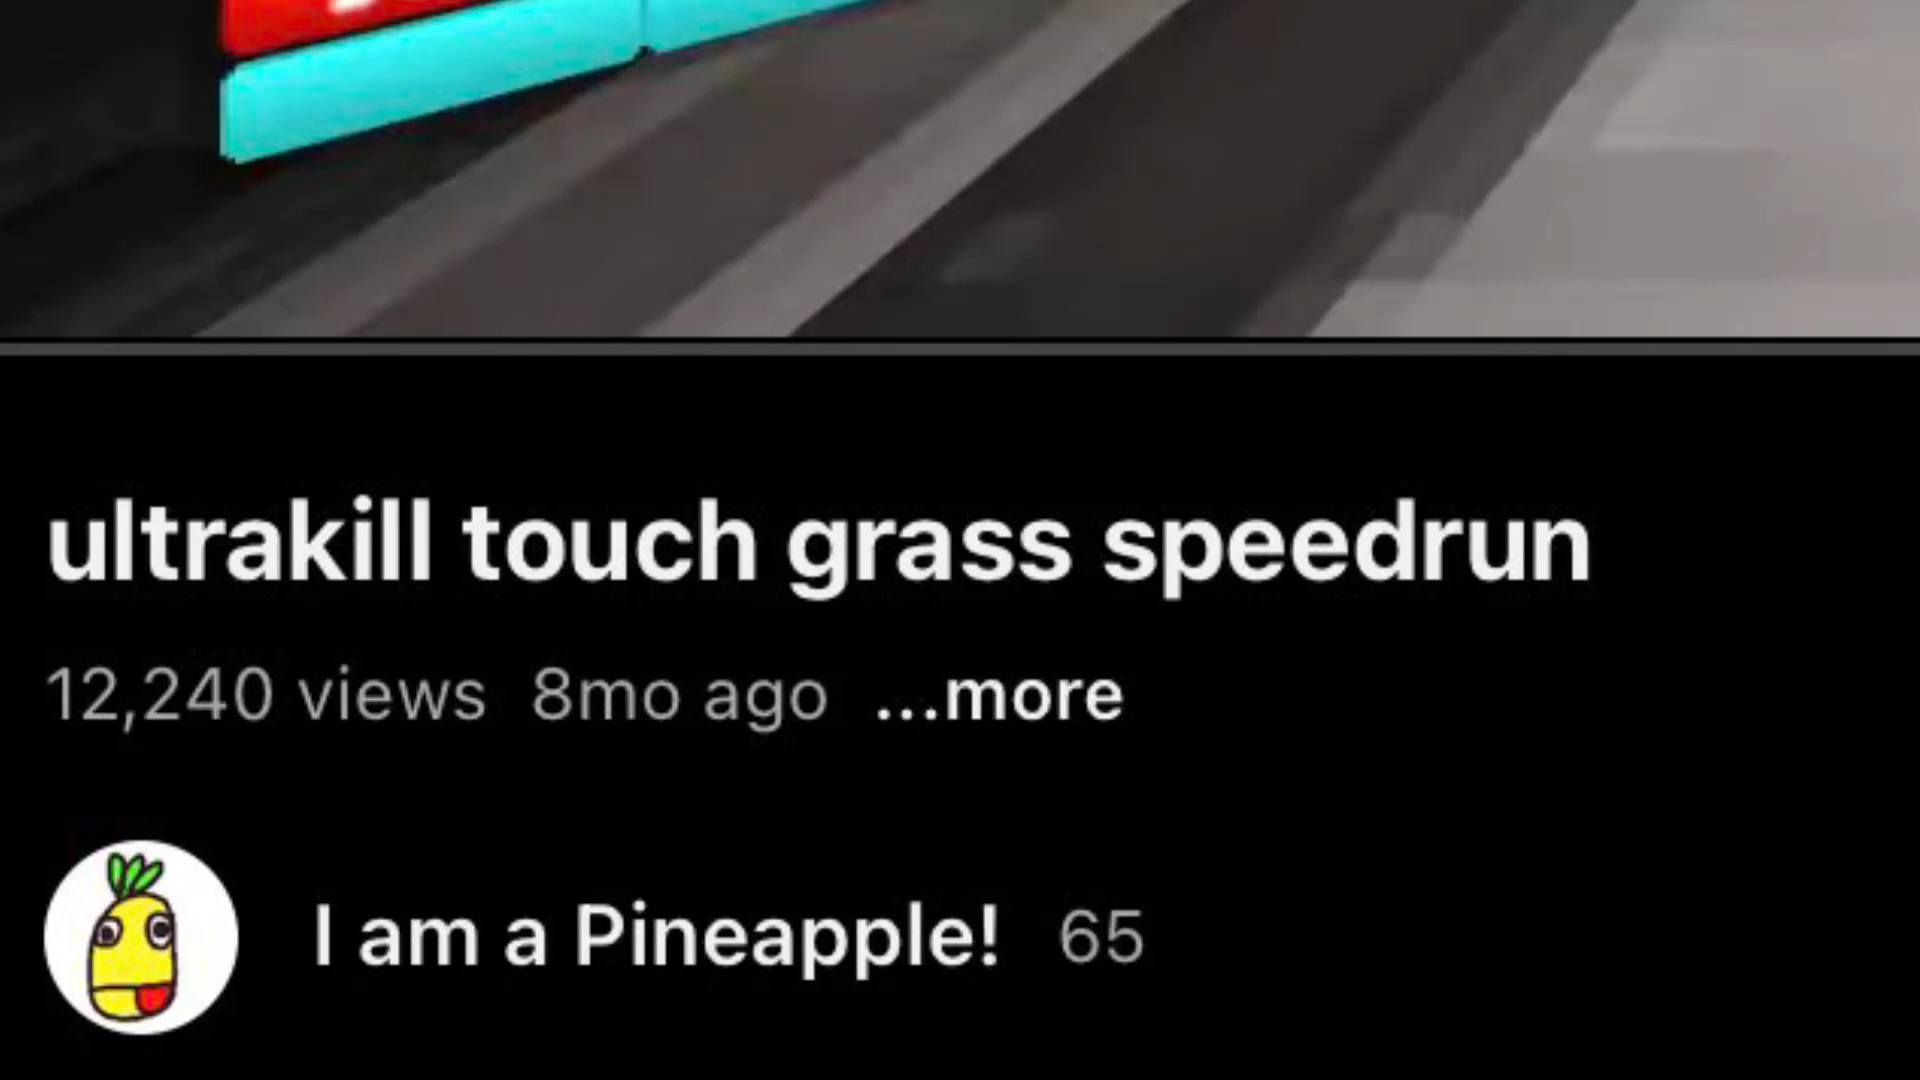 ultrakill touch grass speedrun
12,240 views 8mo ago ...more
I am a Pineapple! 65